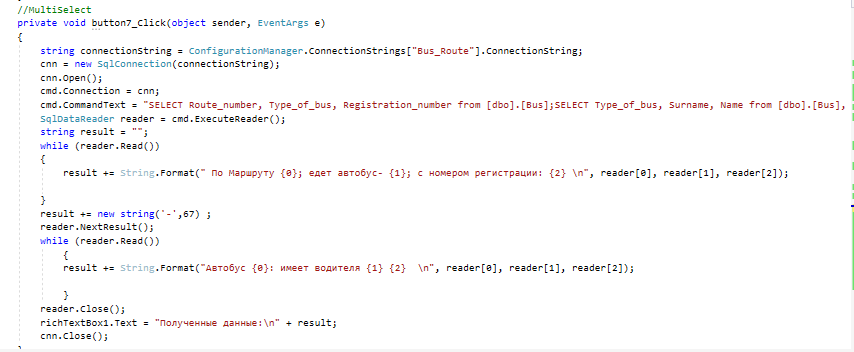 //MultiSelect
private void button7_Click(object sender, EventArgs e)
{
string connectionString = ConfigurationManager.ConnectionStrings["Bus_Route"].ConnectionString;
cnn = new SqlConnection(connectionString);
cnn.Open();
cmd.Connection = cnn;
cmd.CommandText = "SELECT Route_number, Type_of_bus, Registration_number from [dbo].[Bus];SELECT Type_of_bus, Surname, Name from [dbo].[Bus],
SqlDataReader reader = cmd.ExecuteReader();
string result = "";
while (reader.Read())
{
result += String.Format(" По Маршруту {0}; едет автобус- {1}; с номером регистрации: {2} \n", reader[0], reader[1], reader[2]);
}
result += new string('-',67) ;
reader.NextResult();
while (reader.Read())
{
result += String.Format("Автобус {0}: имеет водителя {1} {2}  \n", reader[0], reader[1], reader[2]);
}
reader.Close();
richTextBox1.Text = "Полученные данные:\n" + result;
cnn.Close();